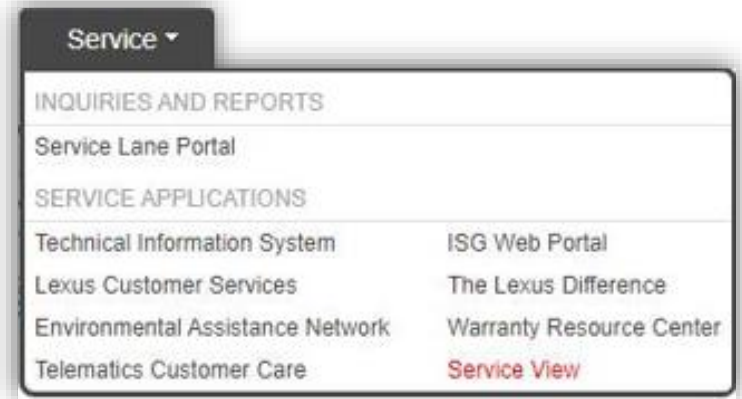 Service
INQUIRIES AND REPORTS
Service Lane Portal
SERVICE APPLICATIONS
Technical Information System ISG Web Portal
Lexus Customer Services The Lexus Difference
Environmental Assistance Network Warranty Resource Center
Telematics Customer Care Service View